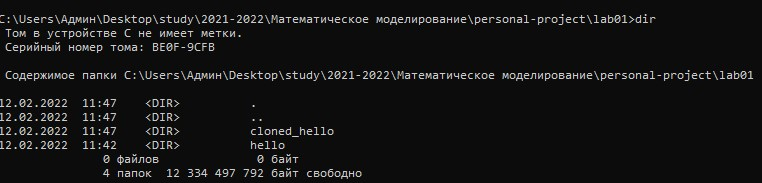 C:\Users\Админ\Desktop\study\2021-2022\Математическое моделирование\personal-project\lab01>dir
Том в устройстве C не имеет метки.
Серийный номер тома: BE0F-9CFB
Содержимое папки C:\Users\Админ\Desktop\study\2021-2022\Математическое моделирование\personal-project\lab01
12.02.2022  11:47    <DIR>          .
12.02.2022  11:47    <DIR>          ..
12.02.2022  11:47    <DIR>          cloned_hello
12.02.2022  11:42    <DIR>          hello
0 файлов              0 байт
4 папок  12 334 497 792 байт свободно